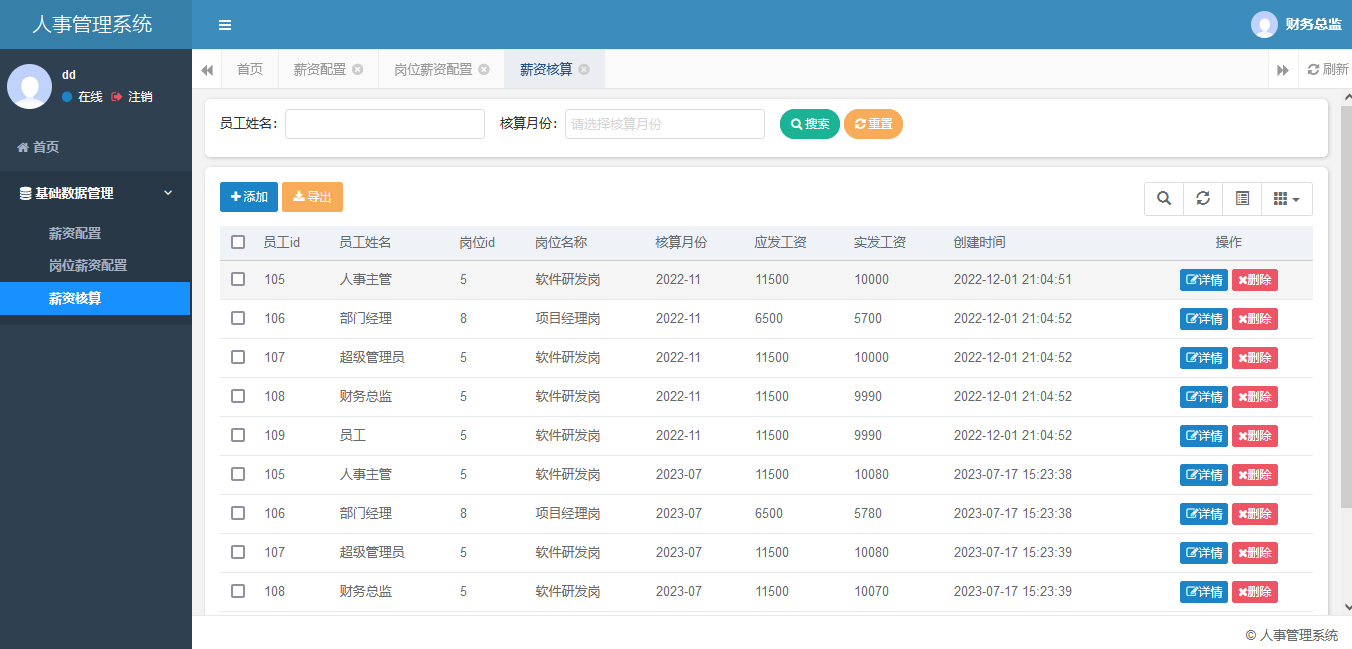 人事管理系统
财务总监
dd
在线 注销
首页
基础数据管理
薪资配置
岗位薪资配置
薪资核算
首页 薪资配置 岗位薪资配置 薪资核算 刷新
员工姓名： 核算月份： 请选择核算月份 搜索 重置
添加 导出
员工id 员工姓名 岗位id 岗位名称 核算月份 应发工资 实发工资 创建时间 操作
105 人事主管 5 软件研发岗 2022-11 11500 10000 2022-12-01 21:04:51 详情 删除
106 部门经理 8 项目经理岗 2022-11 6500 5700 2022-12-01 21:04:52 详情 删除
107 超级管理员 5 软件研发岗 2022-11 11500 10000 2022-12-01 21:04:52 详情 删除
108 财务总监 5 软件研发岗 2022-11 11500 9990 2022-12-01 21:04:52 详情 删除
109 员工 5 软件研发岗 2022-11 11500 9990 2022-12-01 21:04:52 详情 删除
105 人事主管 5 软件研发岗 2023-07 11500 10080 2023-07-17 15:23:38 详情 删除
106 部门经理 8 项目经理岗 2023-07 6500 5780 2023-07-17 15:23:38 详情 删除
107 超级管理员 5 软件研发岗 2023-07 11500 10080 2023-07-17 15:23:39 详情 删除
108 财务总监 5 软件研发岗 2023-07 11500 10070 2023-07-17 15:23:39 详情 删除
© 人事管理系统